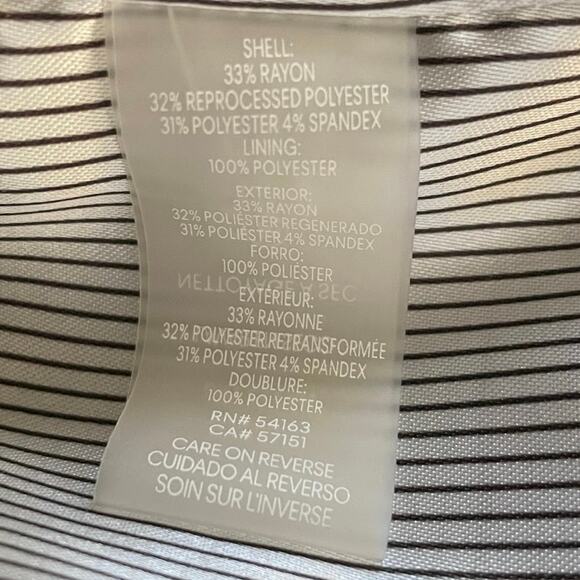 SHELL:
33% RAYON
32% REPROCESSED POLYESTER
31% POLYESTER 4% SPANDEX
LINING:
100% POLYESTER
EXTERIOR:
33% RAYON
32% POLIÉSTER REGENERADO
31% POLIÉSTER 4% SPANDEX
FORRO:
100% POLIÉSTER
NETTOYAGE A SEC
EXTÉRIEUR:
33% RAYONNE
32% POLYESTER RETRANSFORMÉE
31% POLYESTER 4% SPANDEX
DOUBLURE:
100% POLYESTER
RN# 54163
CA# 57151
CARE ON REVERSE
CUIDADO AL REVERSO
SOIN SUR L'INVERSE